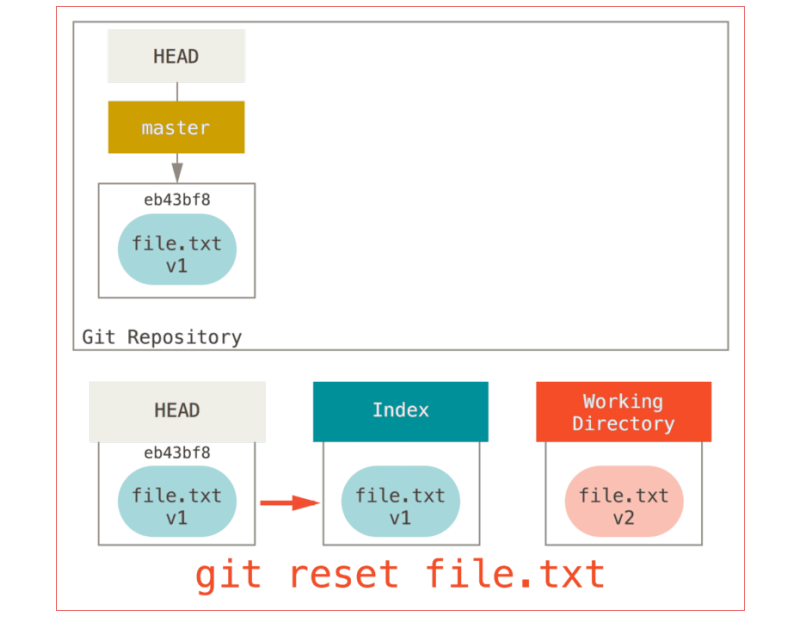 HEAD
master
eb43bf8
file.txt
v1
Git Repository
HEAD
eb43bf8
file.txt
v1
Index
file.txt
v1
Working
Directory
file.txt
v2
git reset file.txt